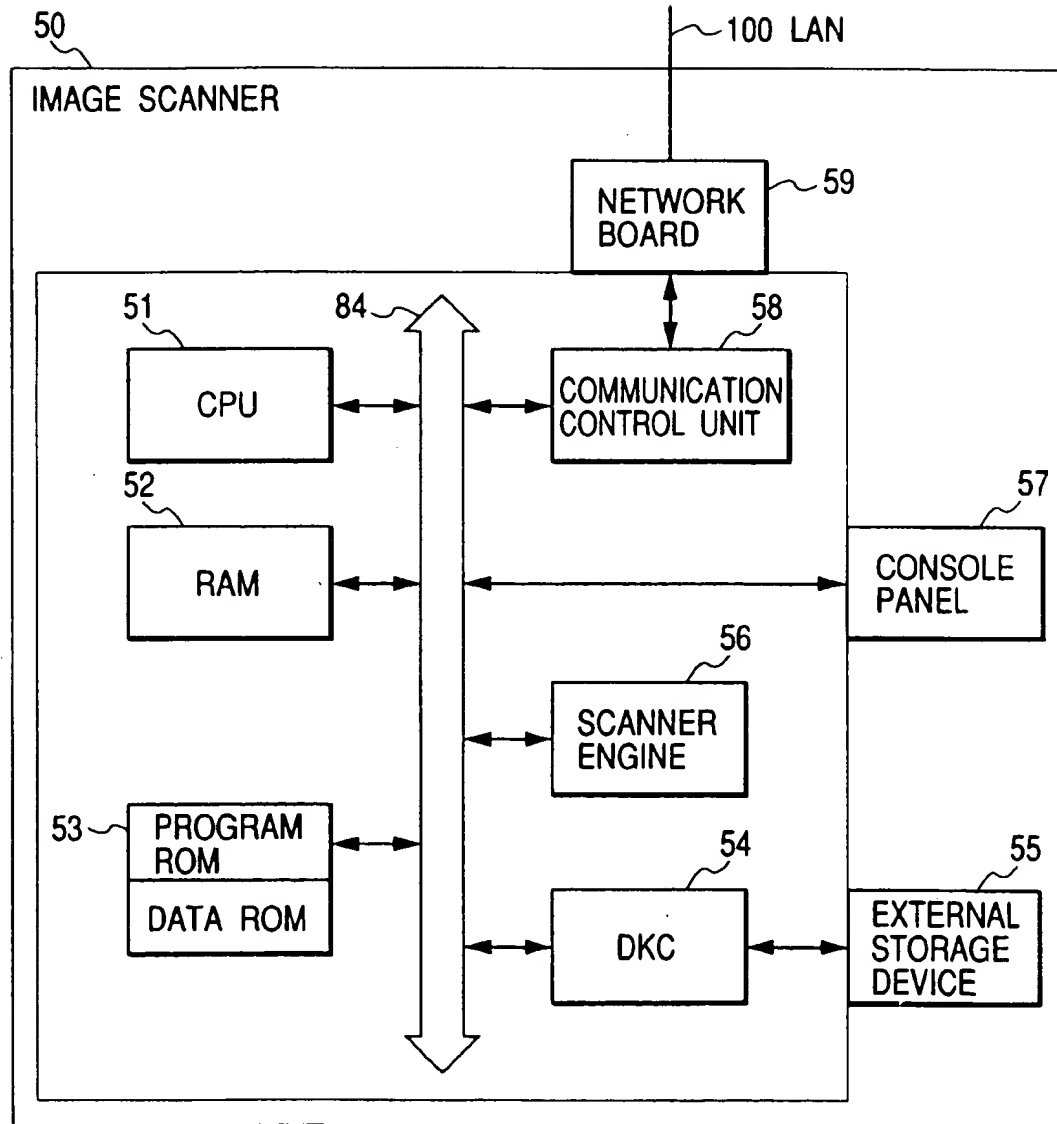 50
100 LAN
IMAGE SCANNER
59
NETWORK
BOARD
51
84
58
CPU
COMMUNICATION
CONTROL UNIT
52
57
RAM
CONSOLE
PANEL
56
SCANNER
ENGINE
53
PROGRAM
ROM
DATA ROM
54
55
DKC
EXTERNAL
STORAGE
DEVICE